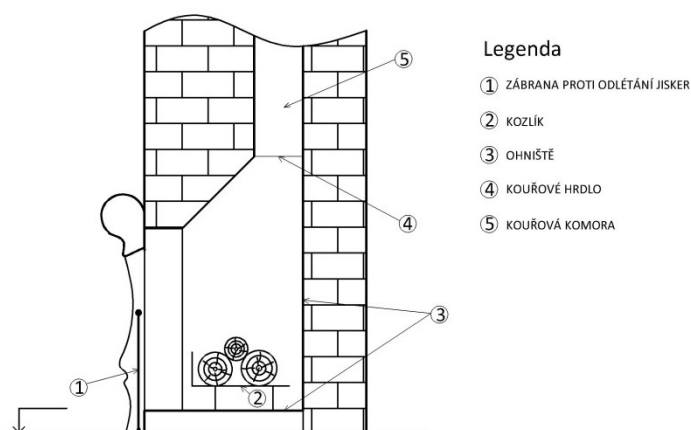 5
4
3
2
1
Legenda
1 ZÁBRANA PROTI ODLÉTÁNÍ JISKER
2 KOZLÍK
3 OHNIŠTĚ
4 KOUŘOVÉ HRDLO
5 KOUŘOVÁ KOMORA